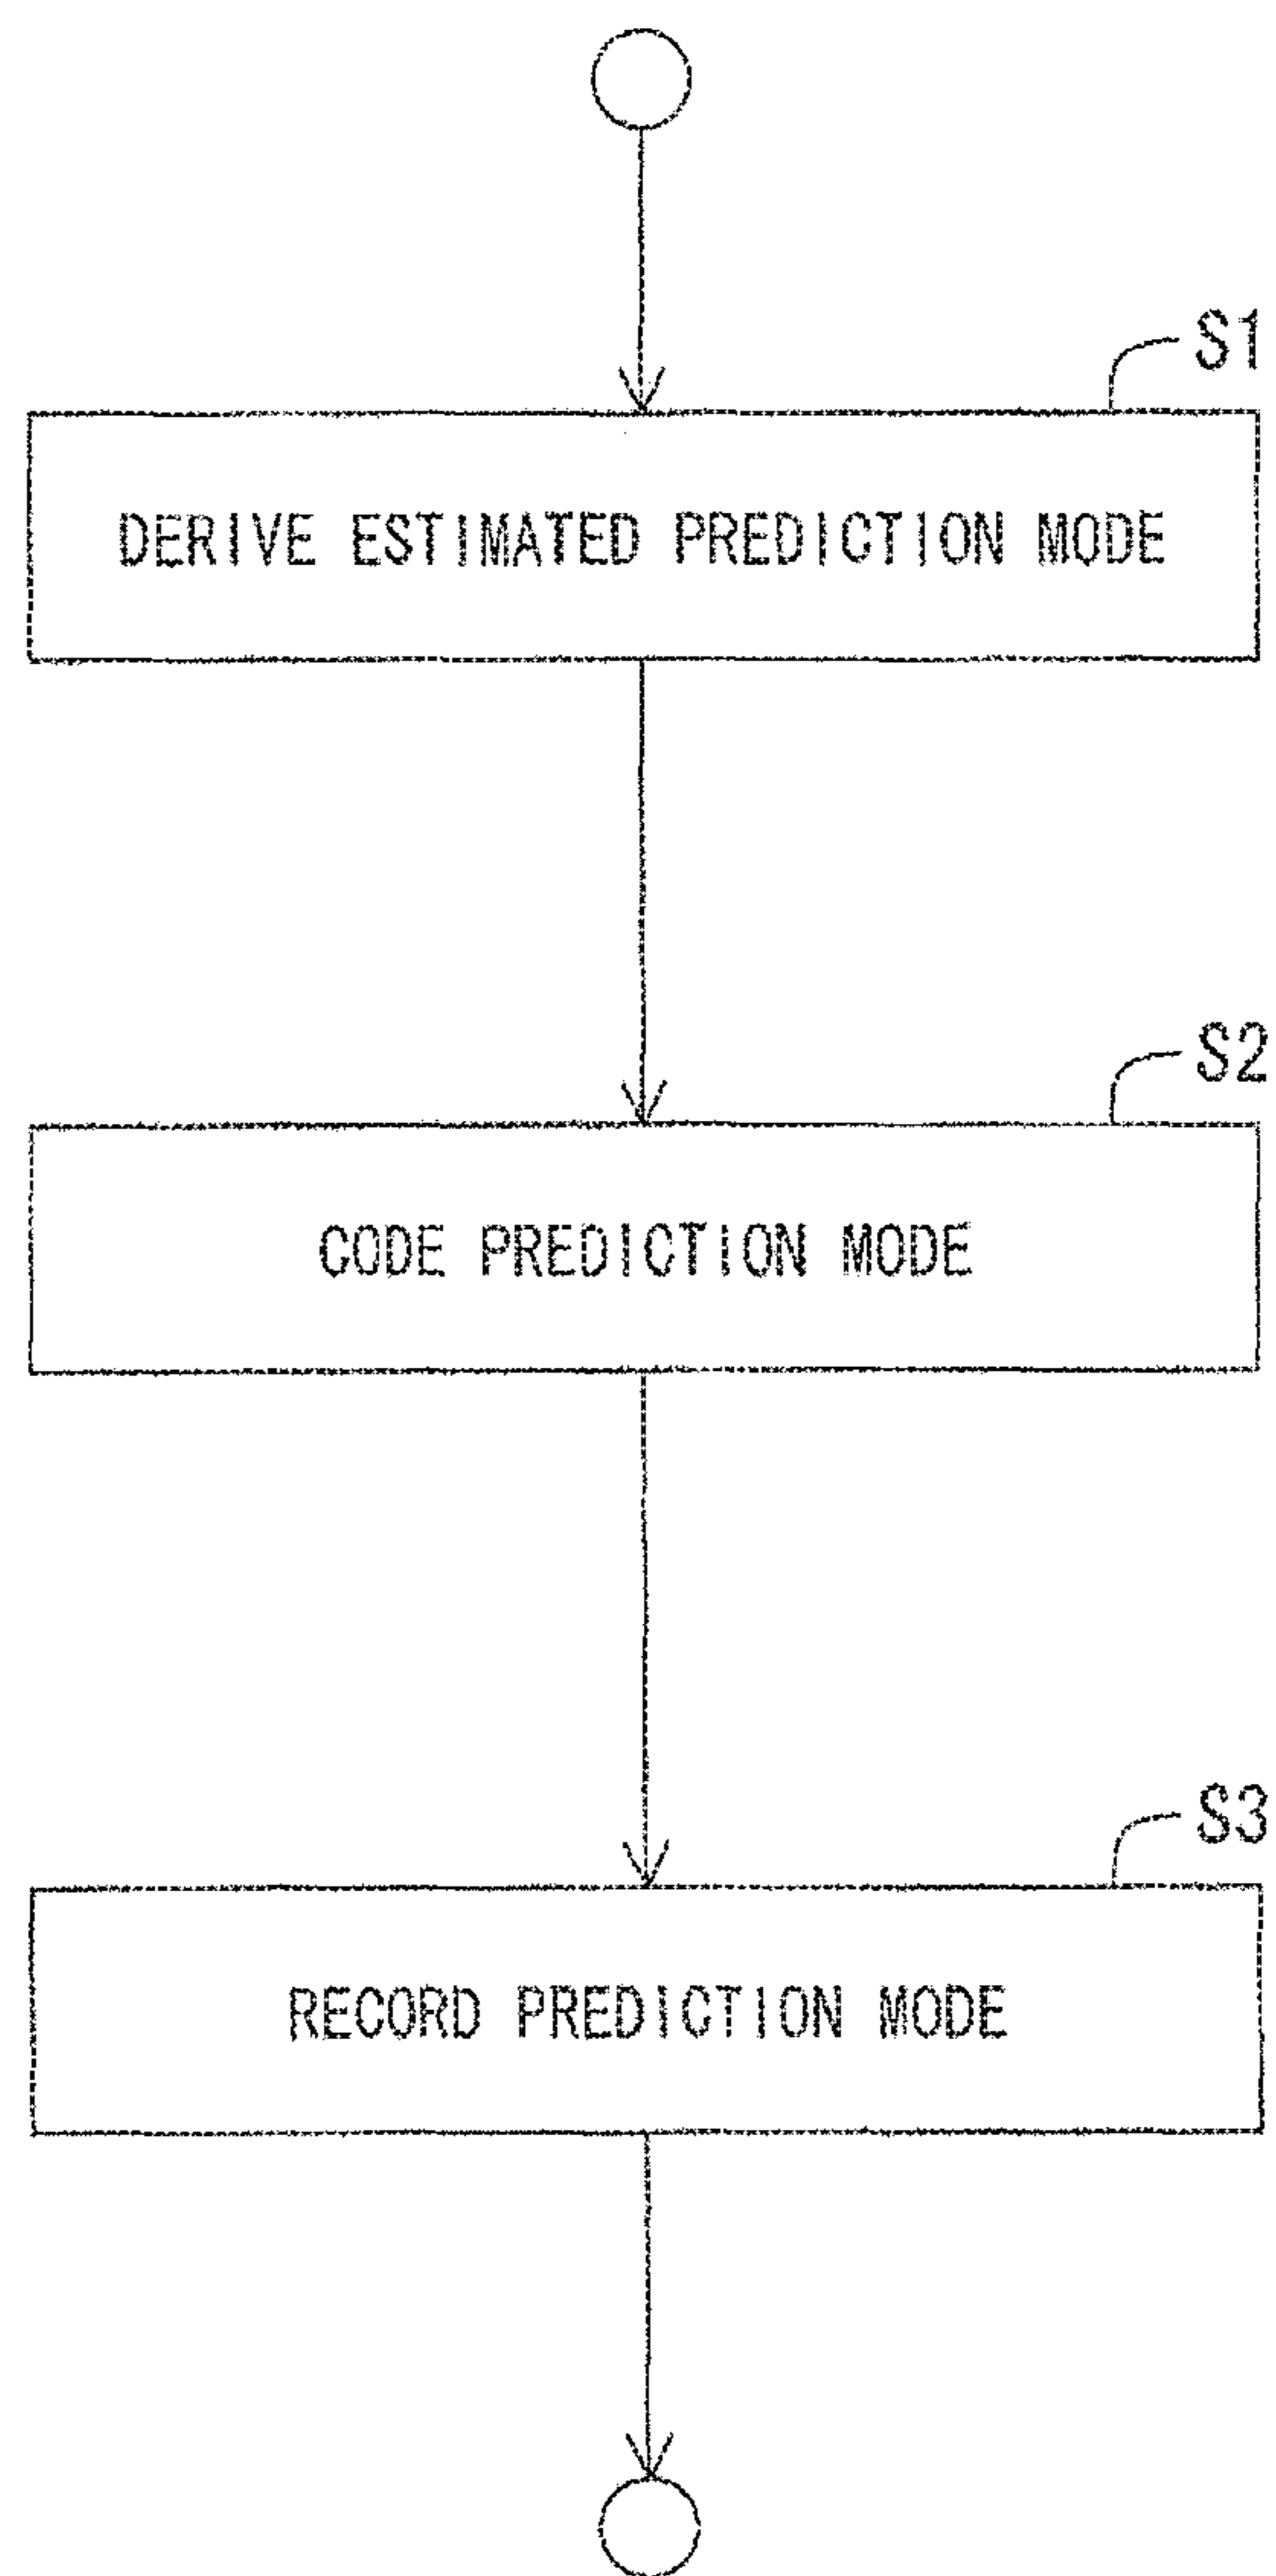 S1
DERIVE ESTIMATED PREDICTION MODE
S2
CODE PREDICTION MODE
S3
RECORD PREDICTION MODE